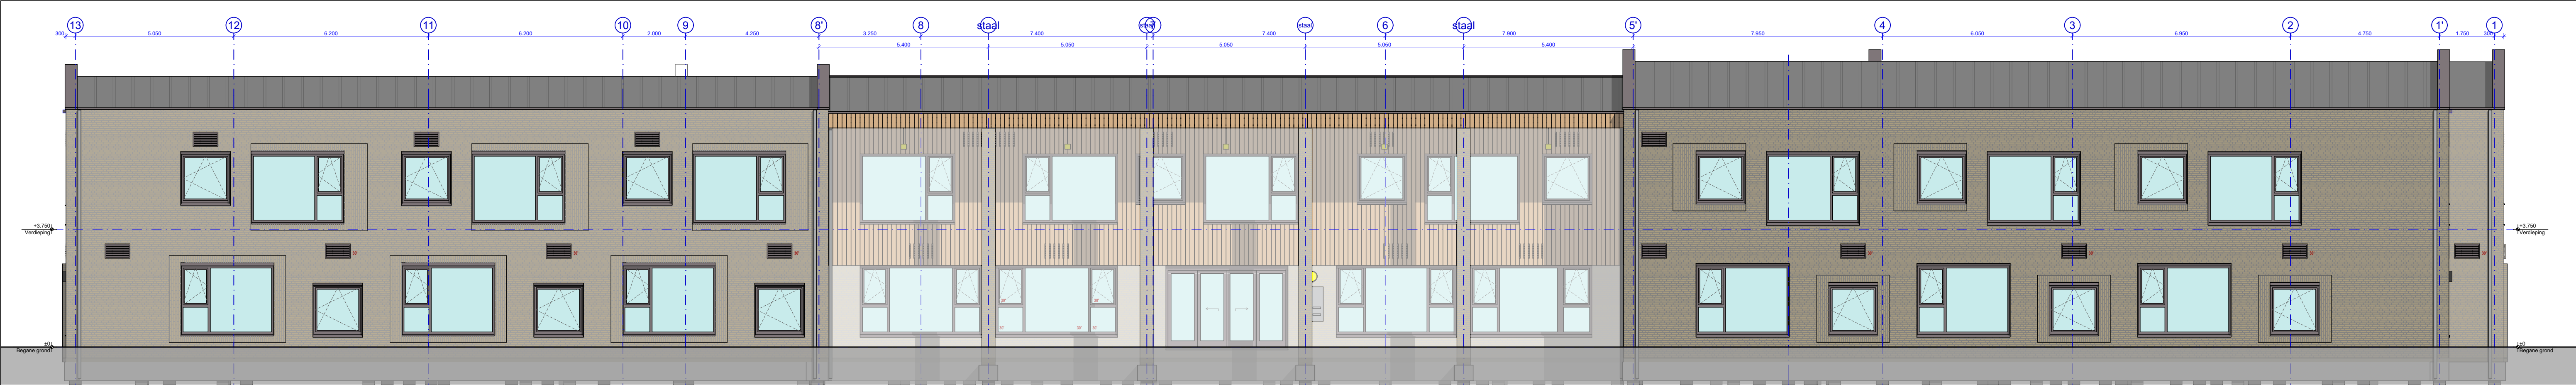 13 12 11 10 9 8' 8 staal staal 7 staal 6 staal 5' 4 3 2 1' 1
300 5.050 6.200 6.200 2.000 4.250 3.250 7.400 7.400 7.900 7.950 6.050 6.950 4.750 1.750 300
5.400 5.050 5.050 5.050 5.400
+3.750
Verdieping
+3.750
Verdieping
±0
Begane grond
±0
Begane grond